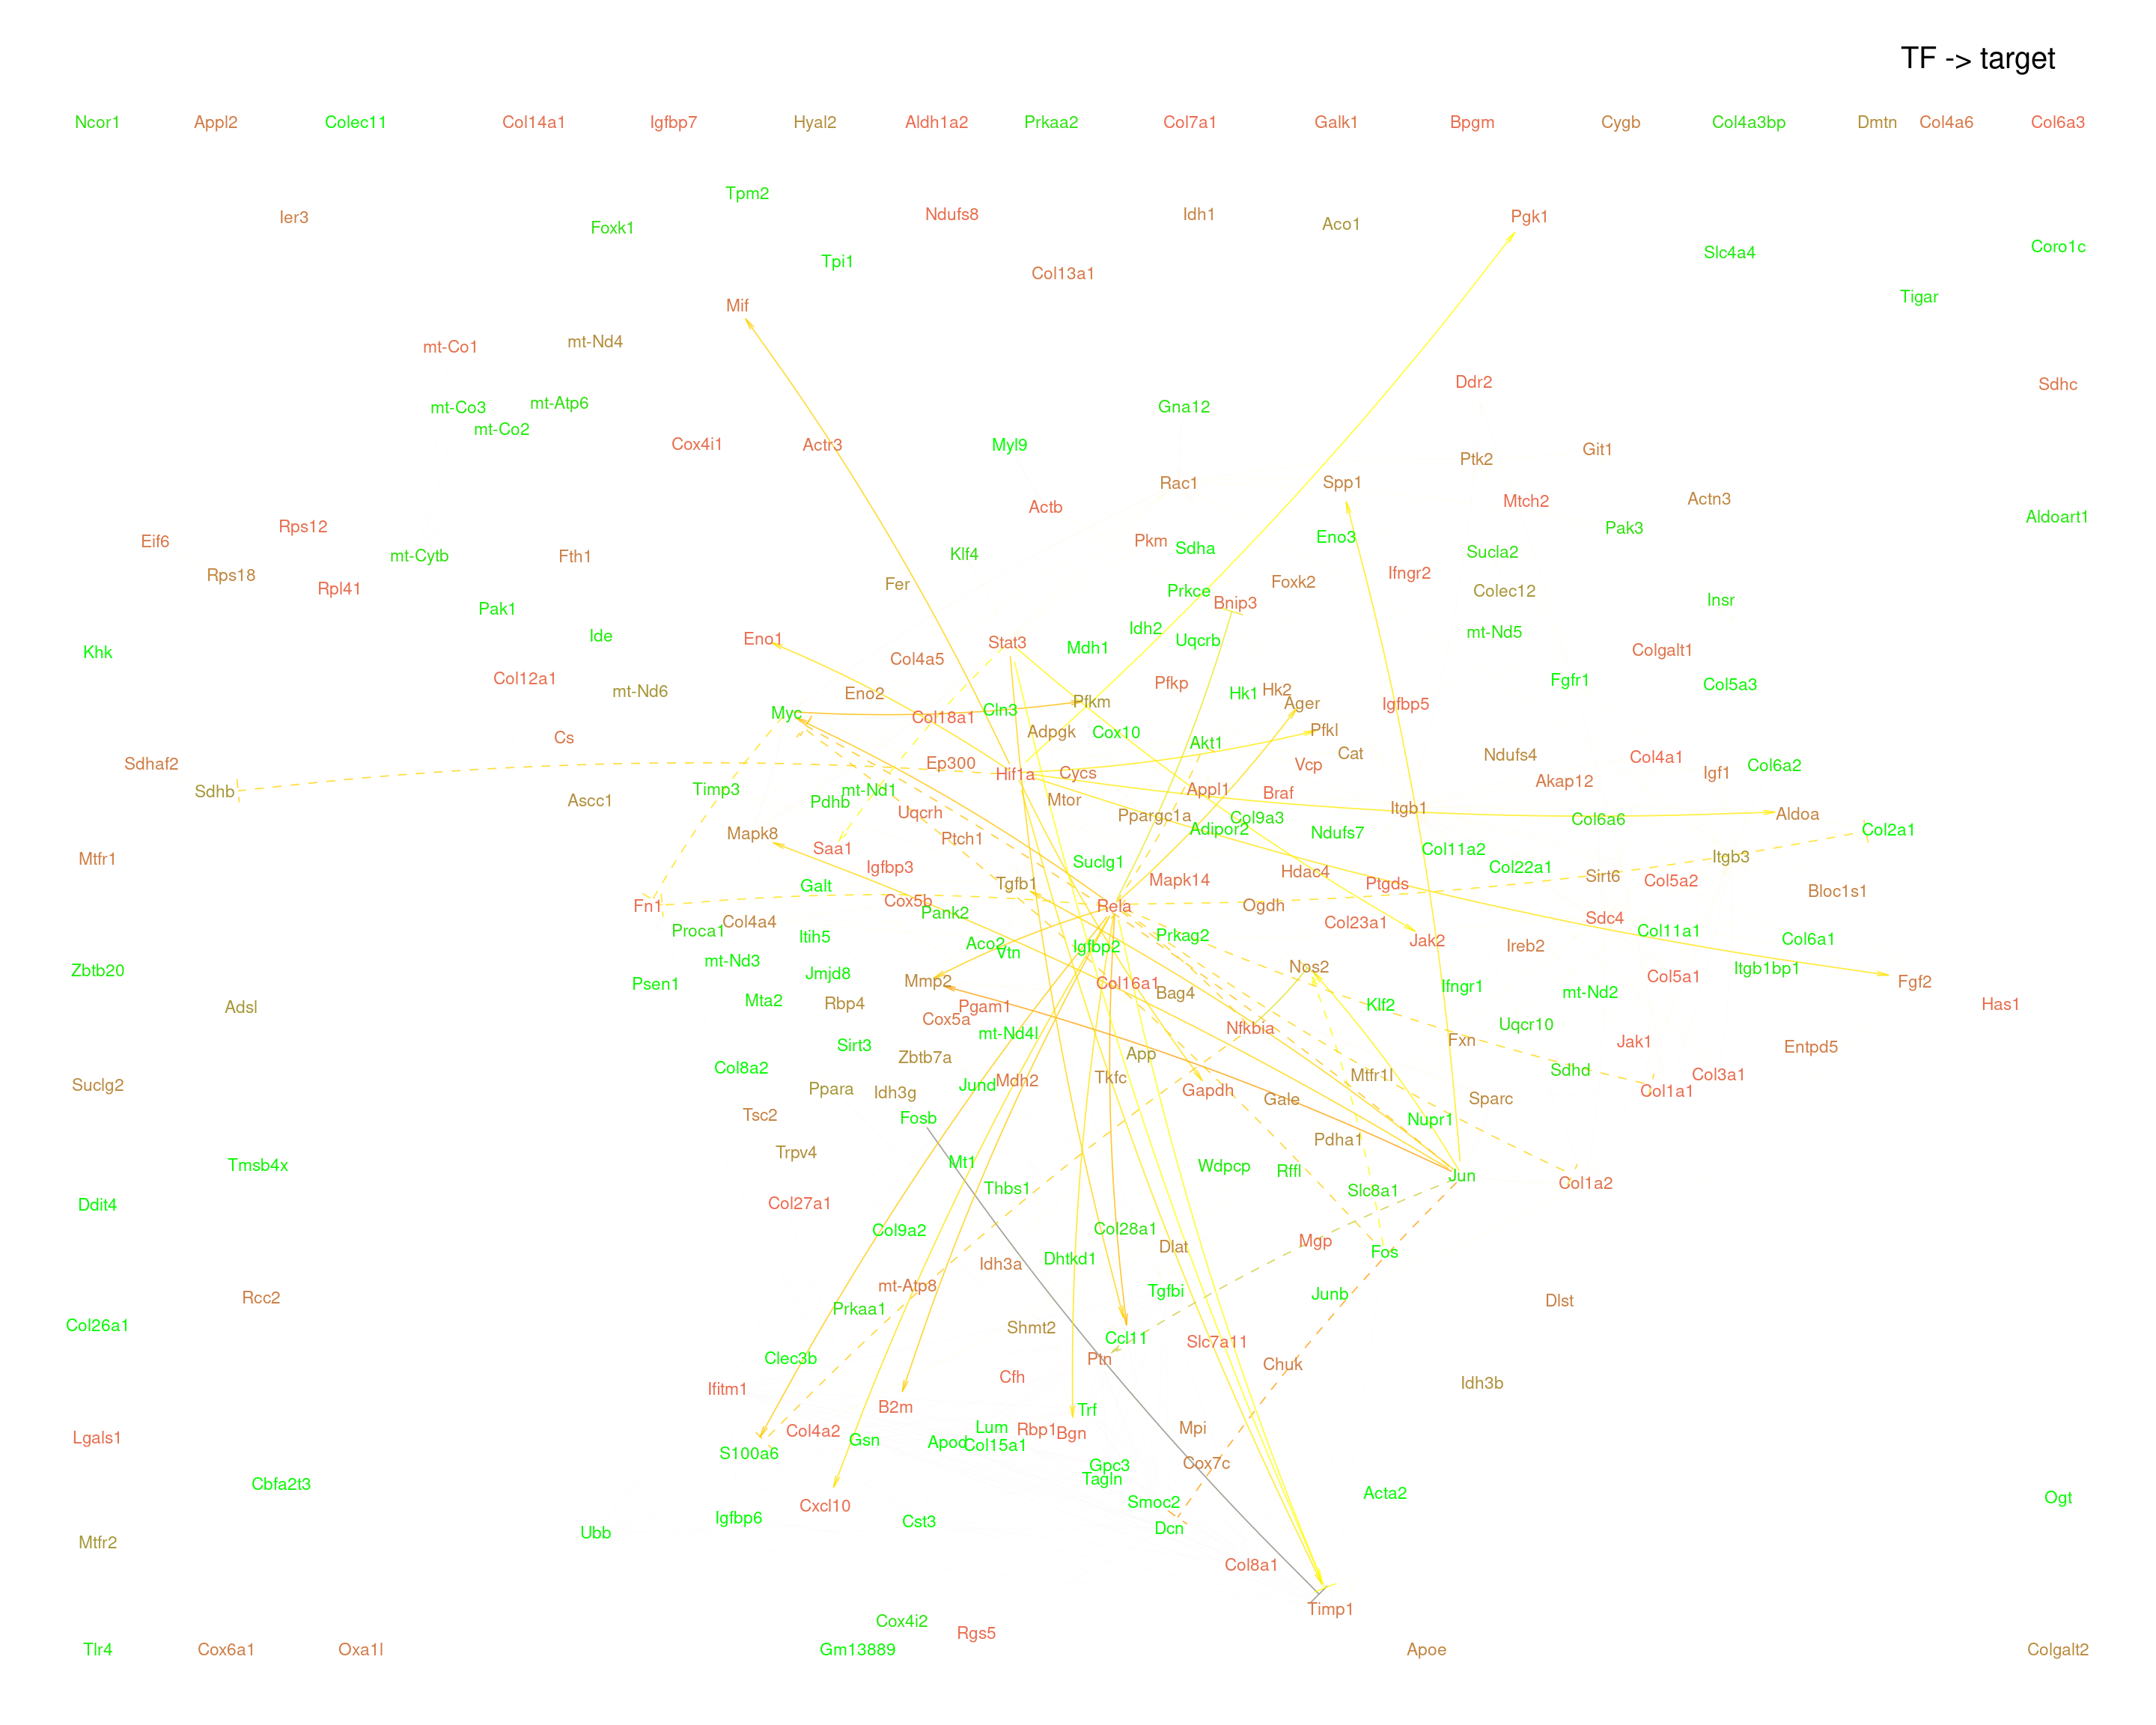 TF -> target
Ncor1 Appl2 Colec11 Col14a1 Igfbp7 Hyal2 Aldh1a2 Prkaa2 Col7a1 Galk1 Bpgm Cygb Col4a3bp Dmtn Col4a6 Col6a3
Tpm2
Ier3 Foxk1 Ndufs8 Idh1 Aco1 Pgk1
Tpi1 Col13a1 Slc4a4 Coro1c
Mif Tigar
mt-Co1 mt-Nd4
Ddr2 Sdhc
mt-Co3 mt-Atp6 Gna12
mt-Co2 Cox4i1 Actr3 Myl9 Git1
Rac1 Spp1 Ptk2
Actb Mtch2 Actn3
Eif6 Rps12 Pkm Sdha Eno3 Pak3 Aldoart1
mt-Cytb Fth1 Klf4 Sucla2
Rps18 Rpl41 Fer Prkce Foxk2 Ifngr2 Colec12
Pak1 Bnip3 Insr
Khk Ide Eno1 Stat3 Mdh1 Idh2 Uqcrb mt-Nd5
Col12a1 Col4a5 Colgalt1
mt-Nd6 Eno2 Pfkm Pfkp Hk1 Hk2 Fgfr1 Col5a3
Myc Col18a1 Cln3 Ager Igfbp5
Cs Adpgk Cox10 Akt1 Pfkl
Sdhaf2 Ep300 Hif1a Cycs Vcp Cat Ndufs4 Col4a1 Igf1 Col6a2
Sdhb Ascc1 Timp3 Pdhb mt-Nd1 Mtor Appl1 Braf Akap12
Uqcrh Ppargc1a Col9a3 Itgb1 Col6a6 Aldoa
Mapk8 Saa1 Ptch1 Adipor2 Ndufs7 Col2a1
Mtfr1 Igfbp3 Suclg1 Col11a2 Col22a1 Itgb3
Galt Tgfb1 Mapk14 Hdac4 Ptgds Sirt6 Col5a2 Bloc1s1
Fn1 Cox5b Pank2 Rela Ogdh
Proca1 Col4a4 Itih5 Col23a1 Sdc4 Col11a1
Aco2 Vtn Igfbp2 Prkag2 Jak2 Ireb2 Col6a1
Zbtb20 Psen1 mt-Nd3 Jmjd8 Mmp2 Col16a1 Nos2 Ifngr1 Col5a1 Itgb1bp1 Fgf2
Adsl Mta2 Rbp4 Pgam1 Bag4 Klf2 mt-Nd2 Has1
Cox5a mt-Nd4l Nfkbia Uqcr10
Sirt3 Zbtb7a App Fxn Jak1 Entpd5
Suclg2 Col8a2 Ppara Idh3g Jund Mdh2 Tkfc Gapdh Mtfr1l Sdhd Col3a1
Tsc2 Fosb Gale Sparc Col1a1
Nupr1
Tmsb4x Trpv4 Mt1 Wdpcp Rffl Pdha1
Ddit4 Col27a1 Thbs1 Slc8a1 Jun Col1a2
Col9a2 Col28a1 Dlat Mgp Fos
Idh3a Dhtkd1
Rcc2 mt-Atp8 Prkaa1 Tgfbi Junb Dlst
Col26a1 Shmt2 Ccl11 Slc7a11
Clec3b Ptn Chuk
Ifitm1 Cfh Idh3b
B2m Trf
Lgals1 S100a6 Col4a2 Gsn Apod Lum Col15a1 Rbp1 Bgn Mpi
Cbfa2t3 Gpc3 Tagln Cox7c
Igfbp6 Cxcl10 Smoc2 Acta2 Ogt
Mtfr2 Ubb Cst3 Dcn
Col8a1
Cox4i2 Timp1
Tlr4 Cox6a1 Oxa1l Gm13889 Rgs5 Apoe Colgalt2